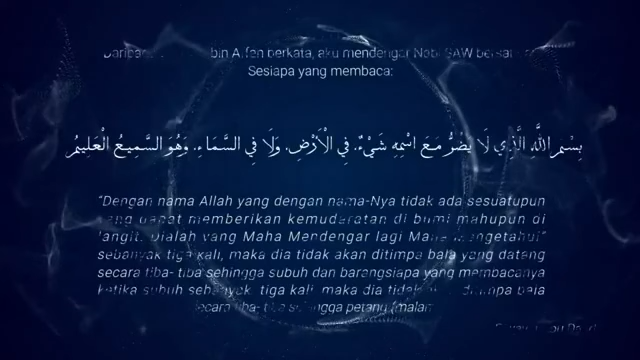 bin Affan berkata, aku mendengar Nabi SAW
Sesiapa yang membaca:
بِسْمِ اللَّهِ الَّذِي لَا يَضُرُّ مَعَ اسْمِهِ شَيْءٌ. فِي الْأَرْضِ. وَلَا فِي السَّمَاءِ. وَهُوَ السَّمِيعُ الْعَلِيمُ
"Dengan nama Allah yang dengan nama-Nya tidak ada sesuatupun
yang dapat memberikan kemudaratan di bumi mahupun di
langit. Dialah yang Maha Mendengar lagi Maha Mengetahui"
sebanyak tiga kali, maka dia tidak akan ditimpa bala yang datang
secara tiba- tiba sehingga subuh dan barangsiapa yang membacanya
ketika subuh sebanyak tiga kali, maka dia tidak ditimpa bala
secara tiba- tiba sehingga petang (malam